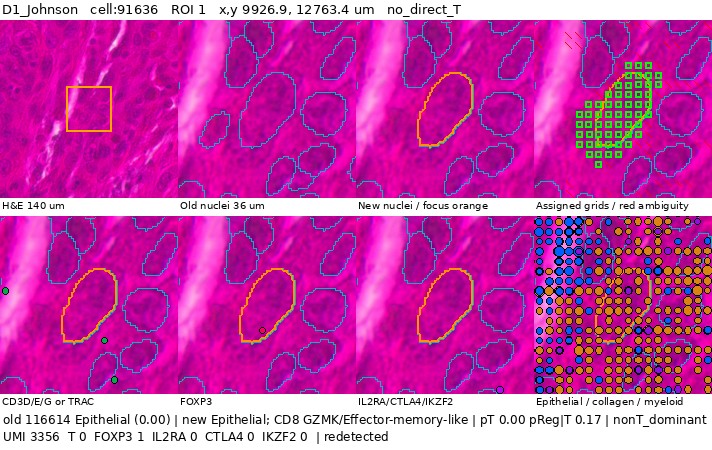 D1_Johnson cell:91636 ROI 1 x,y 9926.9, 12763.4 um no_direct_T
H&E 140 um
Old nuclei 36 um
New nuclei / focus orange
Assigned grids / red ambiguity
CD3D/E/G or TRAC
FOXP3
IL2RA/CTLA4/IKZF2
Epithelial / collagen / myeloid
old 116614 Epithelial (0.00) | new Epithelial; CD8 GZMK/Effector-memory-like | pT 0.00 pReg|T 0.17 | nonT_dominant
UMI 3356 T 0 FOXP3 1 IL2RA 0 CTLA4 0 IKZF2 0 | redetected